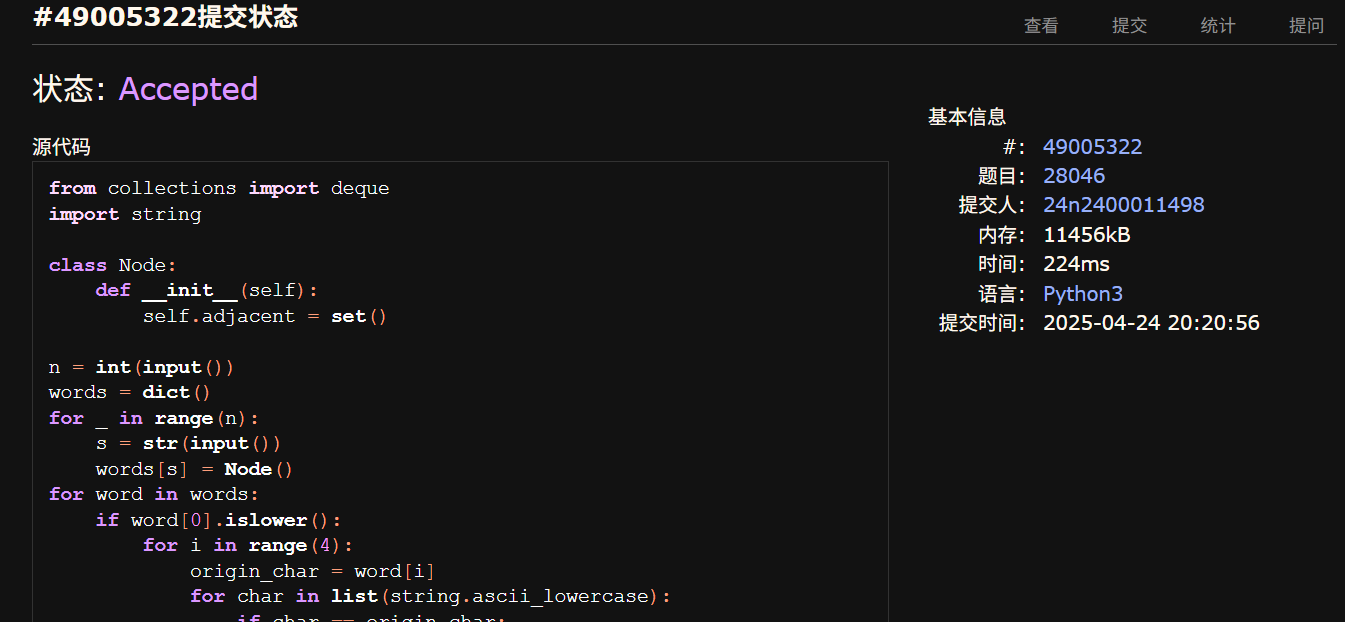 #49005322提交状态
查看 提交 统计 提问
状态: Accepted
源代码
from collections import deque
import string
class Node:
    def __init__(self):
        self.adjacent = set()
n = int(input())
words = dict()
for _ in range(n):
    s = str(input())
    words[s] = Node()
for word in words:
    if word[0].islower():
        for i in range(4):
            origin_char = word[i]
            for char in list(string.ascii_lowercase):
                if char == origin_char:
基本信息
#: 49005322
题目: 28046
提交人: 24n2400011498
内存: 11456kB
时间: 224ms
语言: Python3
提交时间: 2025-04-24 20:20:56